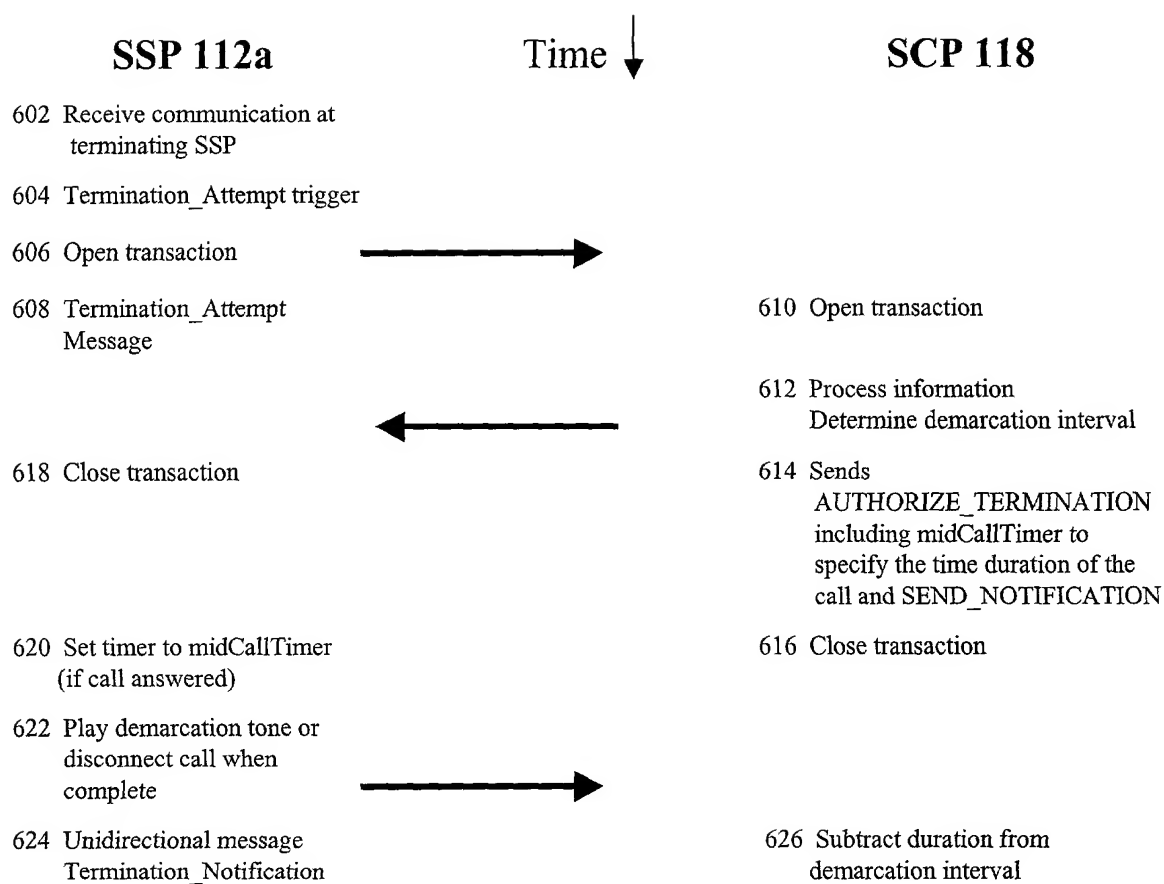 SSP 112a
Time
SCP 118
602 Receive communication at
terminating SSP
604 Termination_Attempt trigger
606 Open transaction
608 Termination_Attempt
Message
610 Open transaction
612 Process information
Determine demarcation interval
618 Close transaction
614 Sends
AUTHORIZE_TERMINATION
including midCallTimer to
specify the time duration of the
call and SEND_NOTIFICATION
620 Set timer to midCallTimer
(if call answered)
616 Close transaction
622 Play demarcation tone or
disconnect call when
complete
624 Unidirectional message
Termination_Notification
626 Subtract duration from
demarcation interval